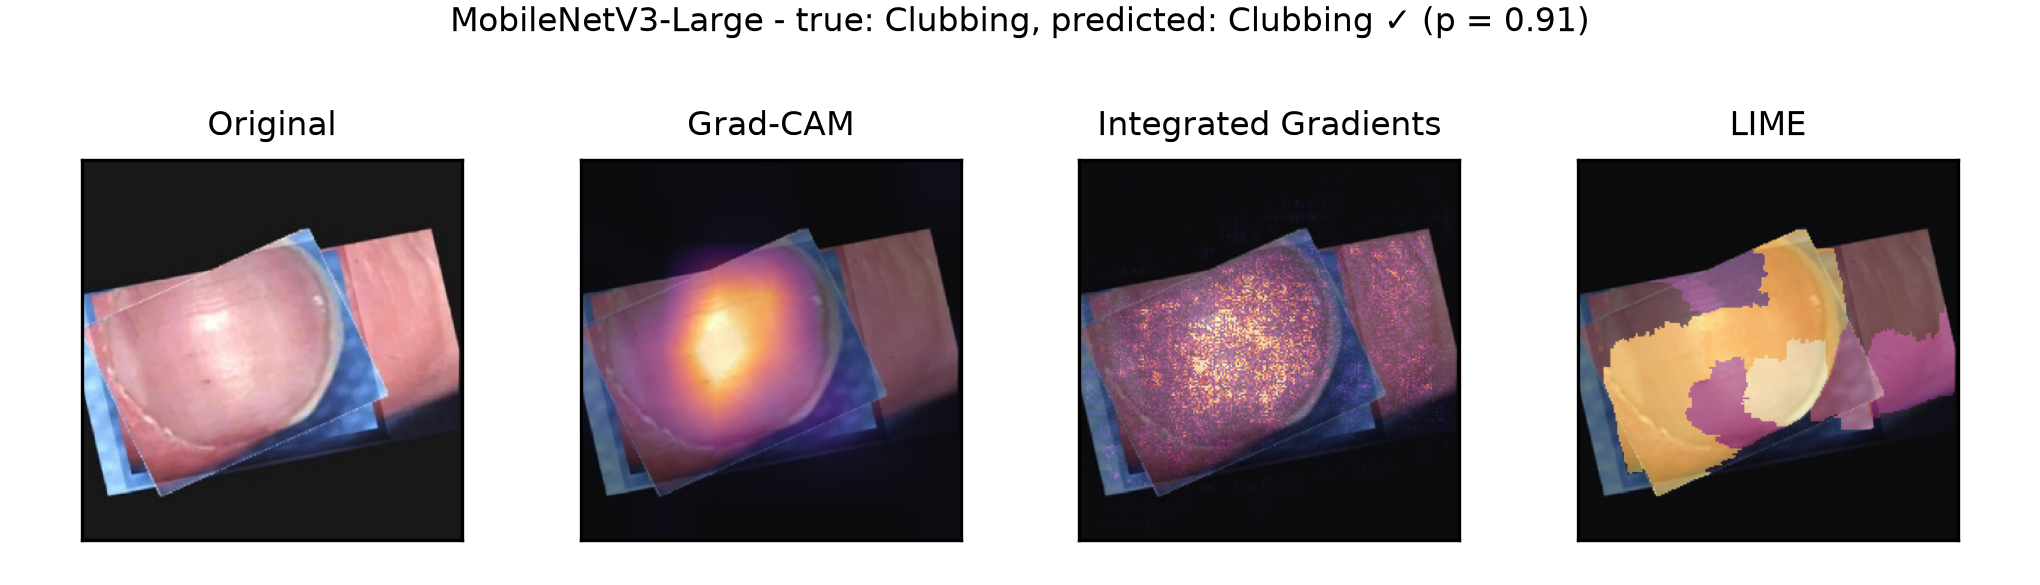 MobileNetV3-Large - true: Clubbing, predicted: Clubbing ✓ (p = 0.91)
Original
Grad-CAM
Integrated Gradients
LIME